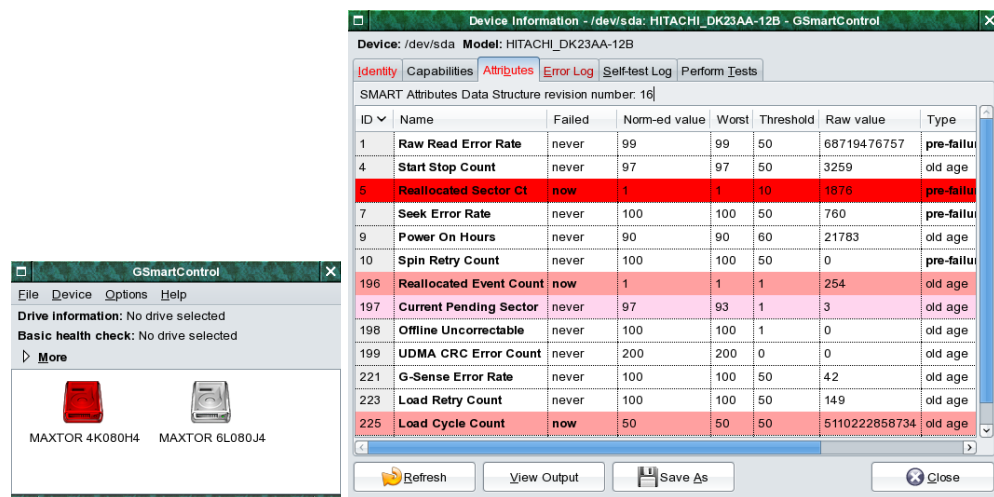 GSmartControl
File Device Options Help
Drive information: No drive selected
Basic health check: No drive selected
More
MAXTOR 4K080H4 MAXTOR 6L080J4
Device Information - /dev/sda: HITACHI_DK23AA-12B - GSmartControl
Device: /dev/sda Model: HITACHI_DK23AA-12B
Identity Capabilities Attributes Error Log Self-test Log Perform Tests
SMART Attributes Data Structure revision number: 16
ID Name Failed Norm-ed value Worst Threshold Raw value Type
1 Raw Read Error Rate never 99 99 50 68719476757 pre-failu
4 Start Stop Count never 97 97 50 3259 old age
5 Reallocated Sector Ct now 1 1 10 1876 pre-failu
7 Seek Error Rate never 100 100 50 760 pre-failu
9 Power On Hours never 90 90 60 21783 old age
10 Spin Retry Count never 100 100 50 0 pre-failu
196 Reallocated Event Count now 1 1 1 254 old age
197 Current Pending Sector never 97 93 1 3 old age
198 Offline Uncorrectable never 100 100 1 0 old age
199 UDMA CRC Error Count never 200 200 0 0 old age
221 G-Sense Error Rate never 100 100 50 42 old age
223 Load Retry Count never 100 100 50 149 old age
225 Load Cycle Count now 50 50 50 5110222858734 old age
Refresh View Output Save As Close